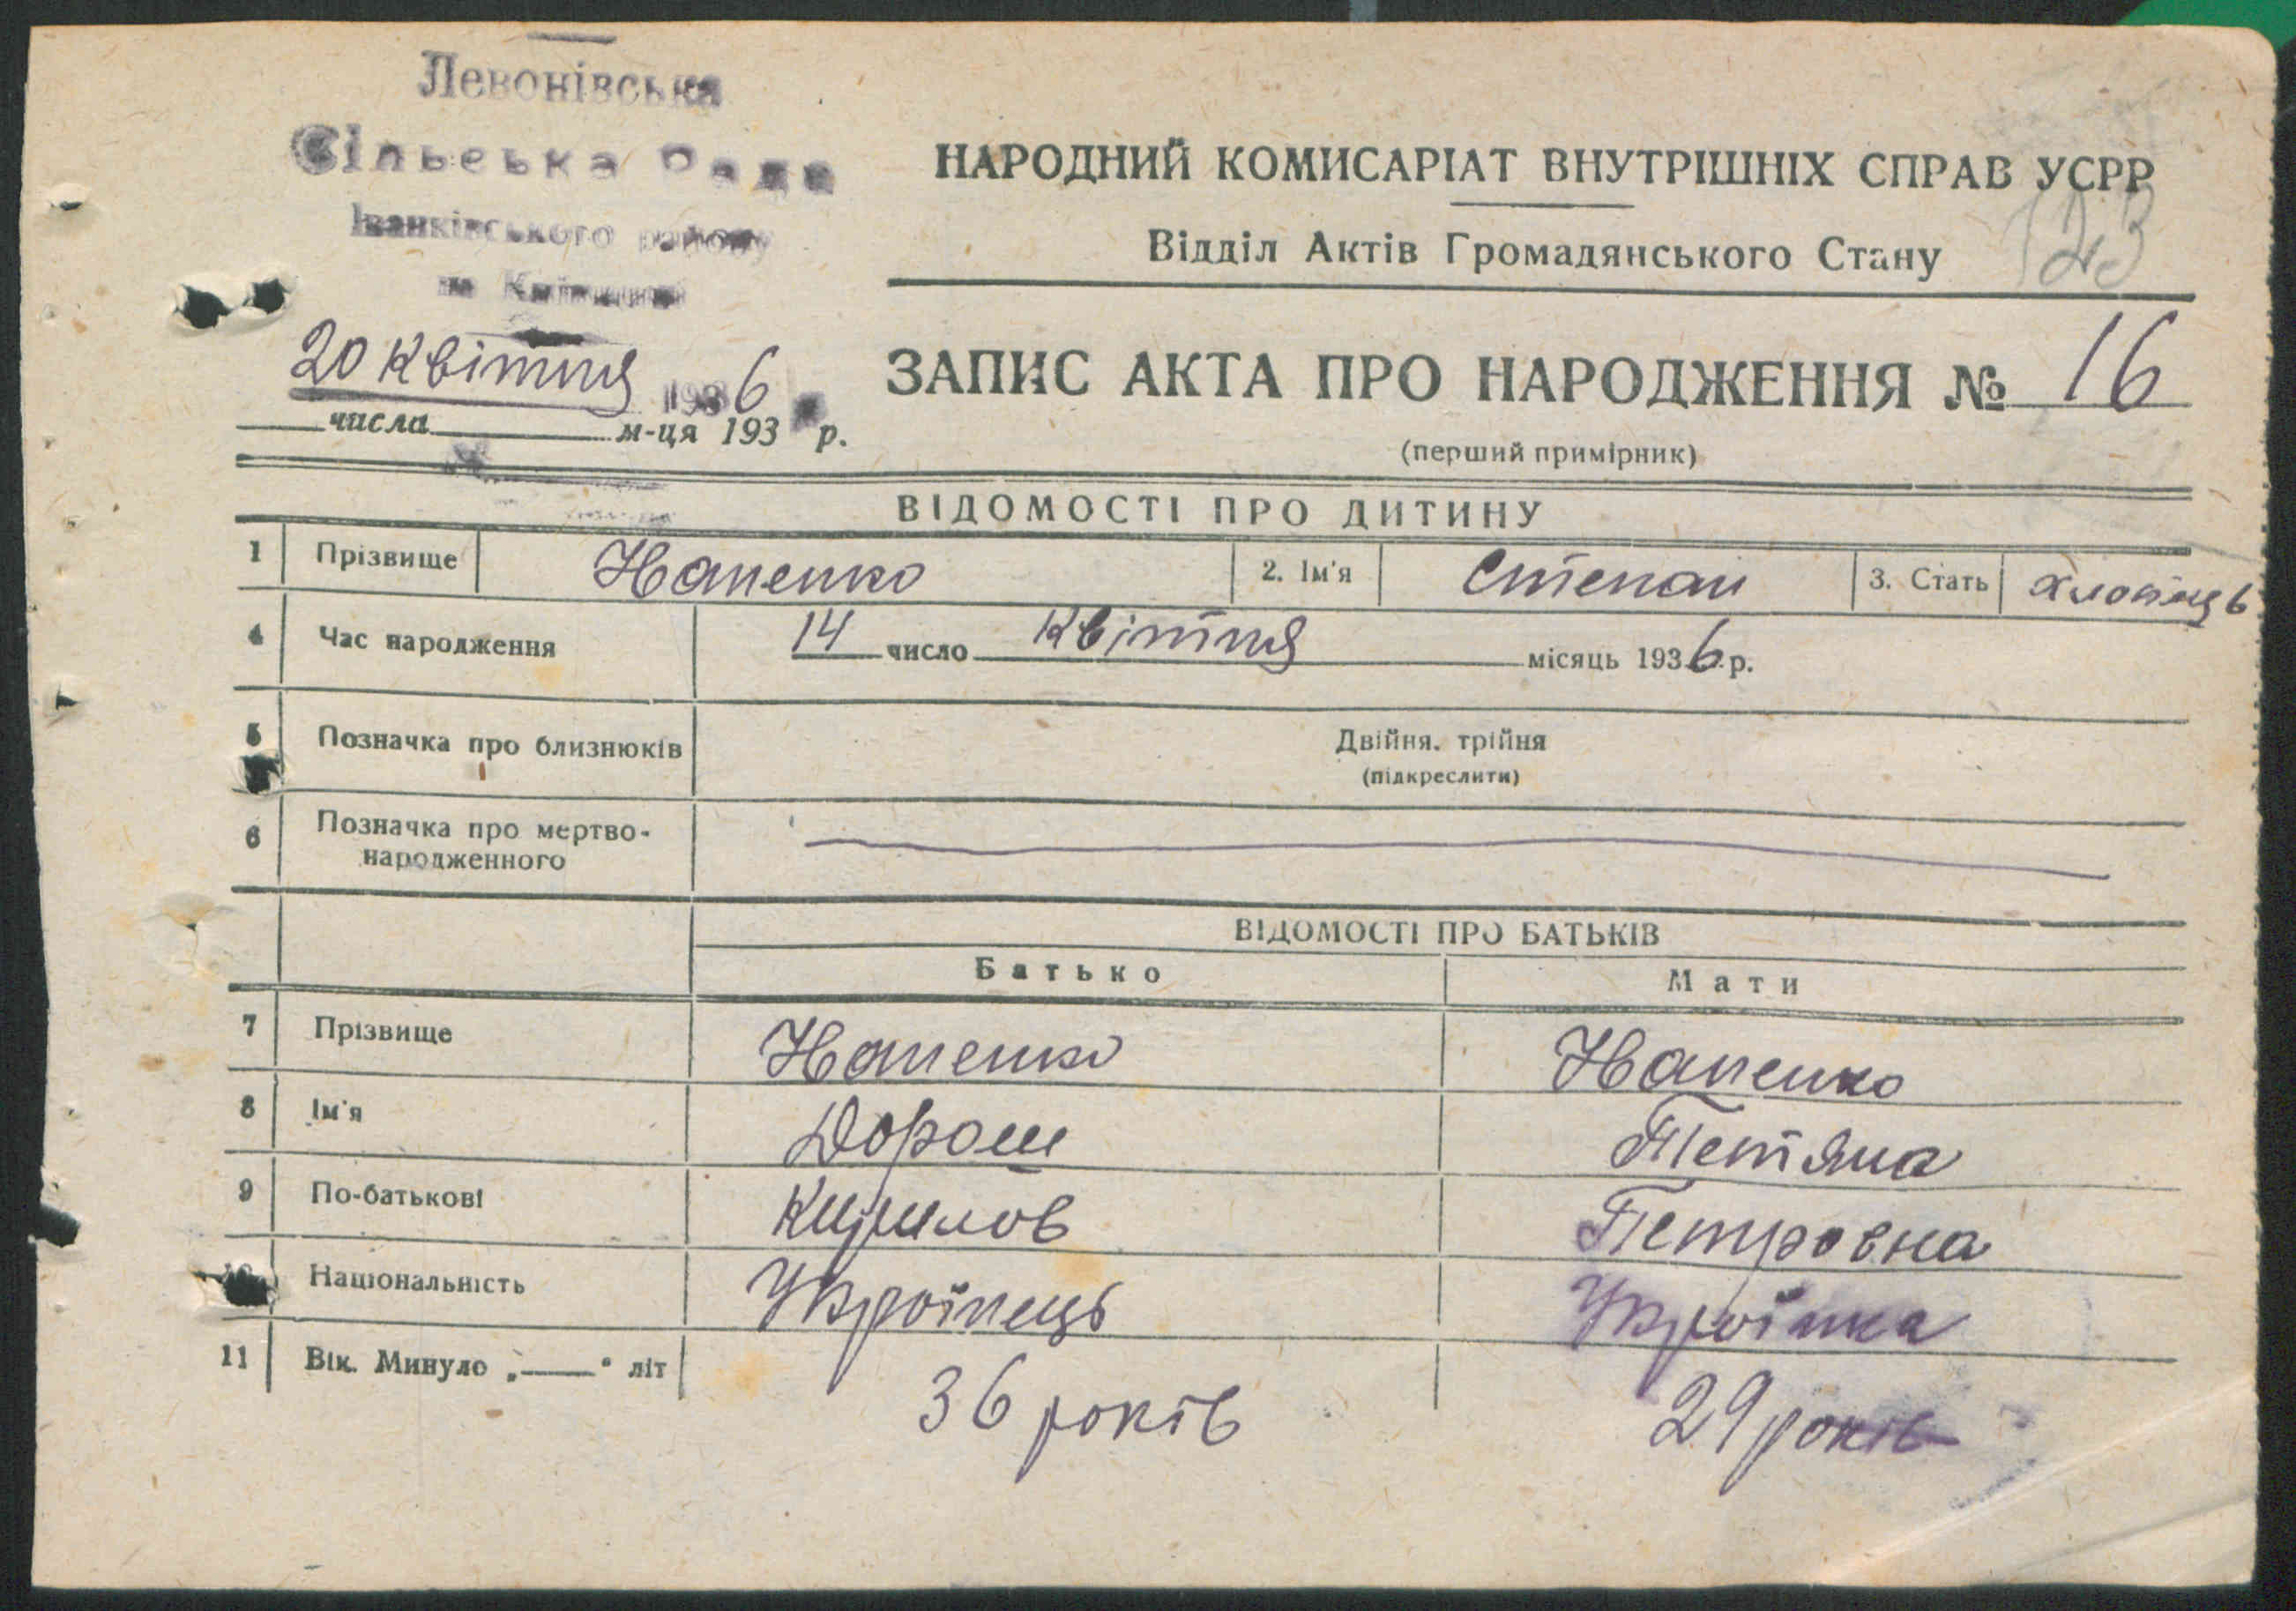 Левонівська
Сільська Рада
Іванківського району
на Київщині
20 Квітня 1936
числа м-ця 193 р.
НАРОДНИЙ КОМИСАРІАТ ВНУТРІШНІХ СПРАВ УСРР
Відділ Актів Громадянського Стану
123
ЗАПИС АКТА ПРО НАРОДЖЕННЯ № 16
(перший примірник)
ВІДОМОСТІ ПРО ДИТИНУ
1 Прізвище Наненко 2. Ім'я Степан 3. Стать хлопець
4 Час народження 14 число Квітня місяць 1936 р.
5 Позначка про близнюків Двійня, трійня
(підкреслити)
6 Позначка про мертво-
народженного
ВІДОМОСТІ ПРО БАТЬКІВ
Батько Мати
7 Прізвище Наненко Наненко
8 Ім'я Дорош Тетяна
9 По-батькові Кирилов Петровна
10 Національність Українець Українка
11 Вік. Минуло „ — “ літ 36 років 29 років